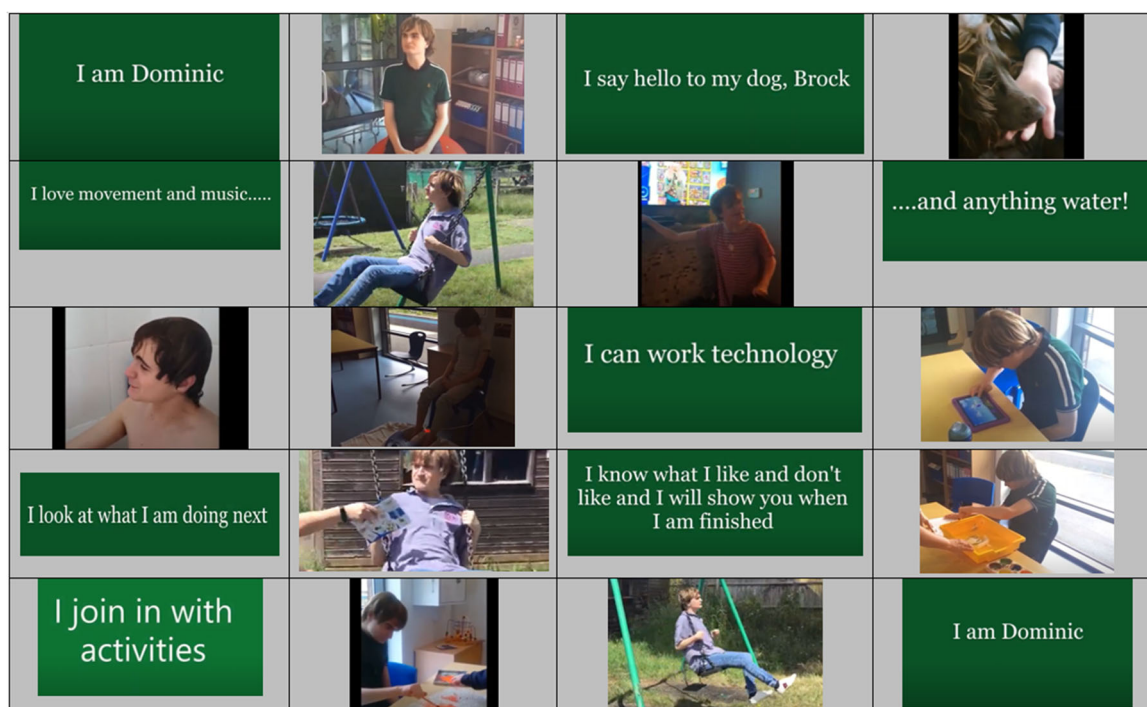 I am Dominic
I say hello to my dog, Brock
I love movement and music.....
....and anything water!
I can work technology
I look at what I am doing next
I know what I like and don't
like and I will show you when
I am finished
I join in with
activities
I am Dominic